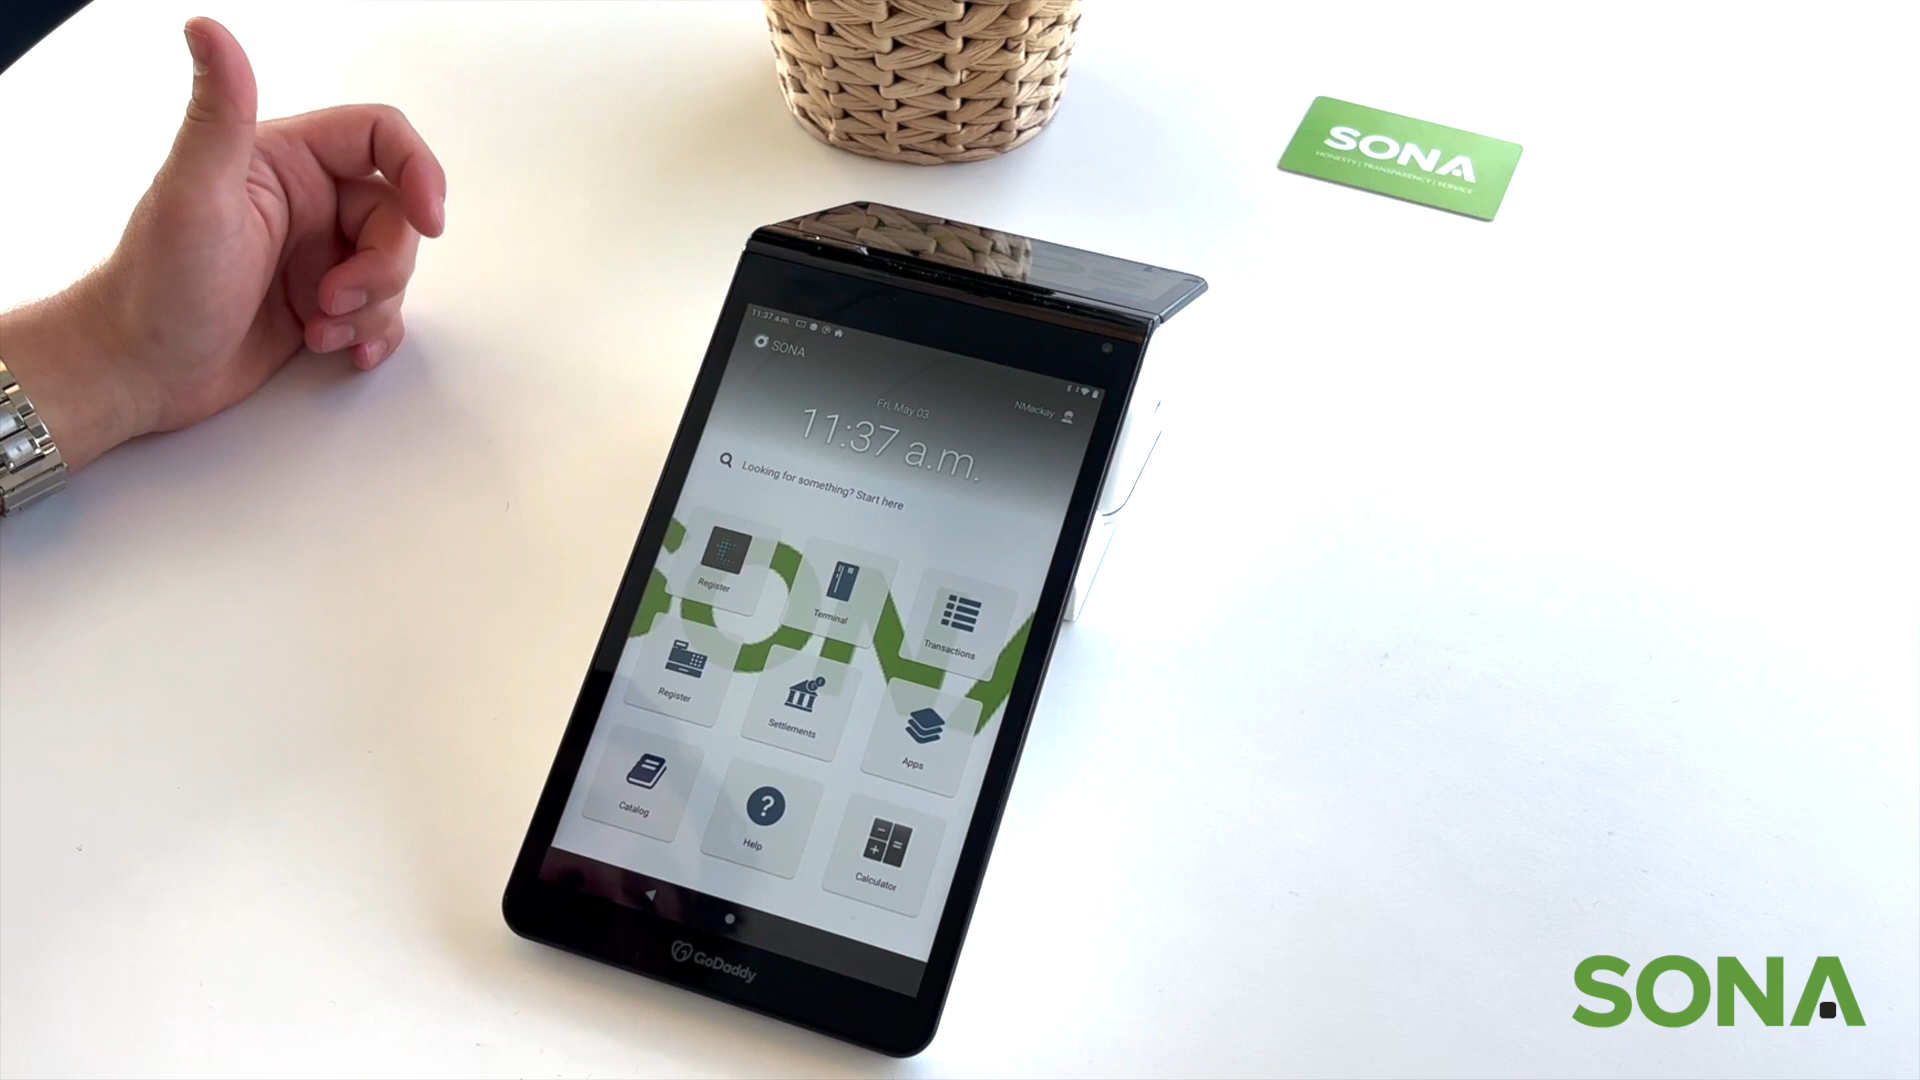 SONA
HONESTY | TRANSPARENCY | SERVICE
11:37 a.m.
SONA
NMackay
Fri, May 03
11:37 a.m.
Looking for something? Start here
Register
Terminal
Transactions
Register
Settlements
Apps
Catalog
Help
Calculator
GoDaddy
SONA